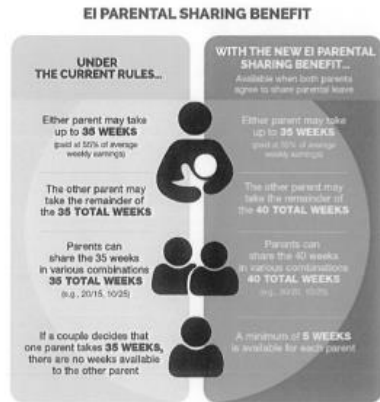 EI PARENTAL SHARING BENEFIT
UNDER
THE CURRENT RULES...
Either parent may take
up to 35 WEEKS
(paid at 55% of average
weekly earnings)
The other parent may
take the remainder of
the 35 TOTAL WEEKS
Parents can
share the 35 weeks
in various combinations
35 TOTAL WEEKS
(e.g., 20/15, 10/25)
If a couple decides that
one parent takes 35 WEEKS,
there are no weeks available
to the other parent
WITH THE NEW EI PARENTAL
SHARING BENEFIT...
Available when both parents
agree to share parental leave
Either parent may take
up to 35 WEEKS
(paid at 55% of average
weekly earnings)
The other parent may
take the remainder of
the 40 TOTAL WEEKS
Parents can
share the 40 weeks
in various combinations
40 TOTAL WEEKS
(e.g.,
A minimum of 5 WEEKS
is available for each parent